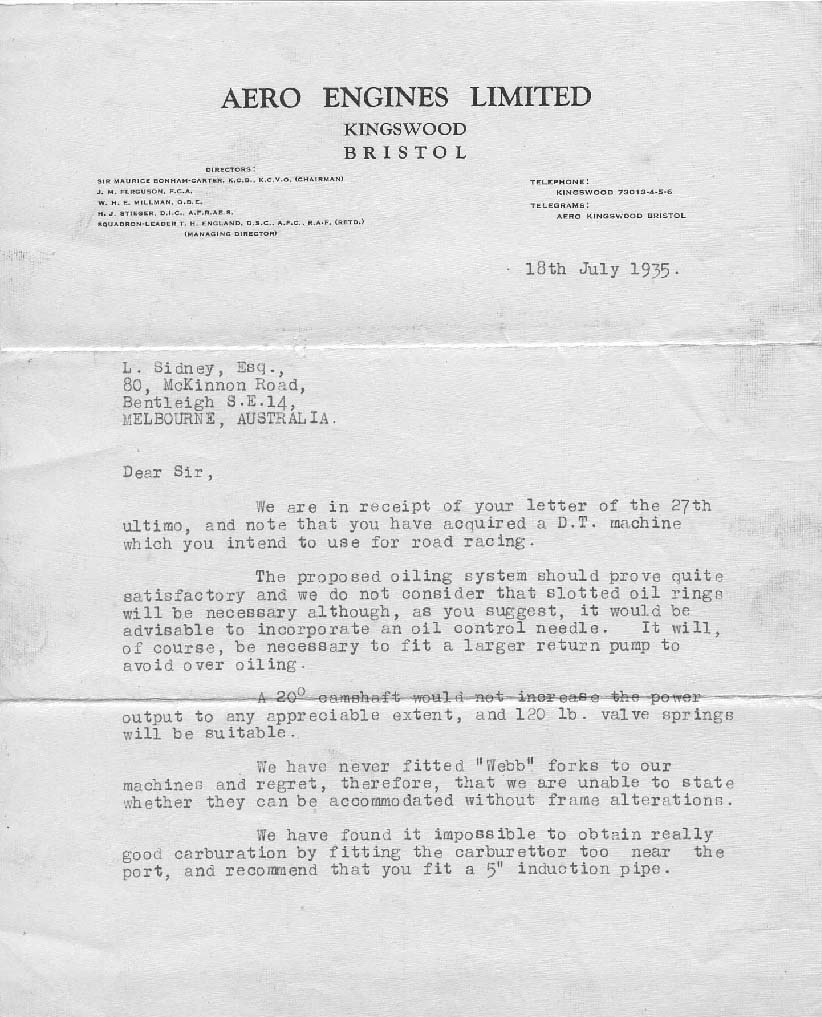 AERO ENGINES LIMITED
KINGSWOOD
BRISTOL
DIRECTORS:
SIR MAURICE BONHAM-CARTER, K.C.B., K.C.V.O. (CHAIRMAN)
J. M. FERGUSON, F.C.A.
W. H. E. MILLMAN, O.B.E.
H. J. STIEGER, D.I.C., A.F.R.AE.S.
SQUADRON-LEADER T. H. ENGLAND, D.S.C., A.F.C., R.A.F. (RETD.)
(MANAGING DIRECTOR)
TELEPHONE:
KINGSWOOD 73013-4-5-6
TELEGRAMS:
AERO KINGSWOOD BRISTOL
18th July 1935.
L. Sidney, Esq.,
80, McKinnon Road,
Bentleigh S.E.14,
MELBOURNE, AUSTRALIA.
Dear Sir,
We are in receipt of your letter of the 27th
ultimo, and note that you have acquired a D.T. machine
which you intend to use for road racing.
The proposed oiling system should prove quite
satisfactory and we do not consider that slotted oil rings
will be necessary although, as you suggest, it would be
advisable to incorporate an oil control needle. It will,
of course, be necessary to fit a larger return pump to
avoid over oiling.
A 20° camshaft would not increase the power
output to any appreciable extent, and 120 lb. valve springs
will be suitable.
We have never fitted "Webb" forks to our
machines and regret, therefore, that we are unable to state
whether they can be accommodated without frame alterations.
We have found it impossible to obtain really
good carburation by fitting the carburettor too near the
port, and recommend that you fit a 5" induction pipe.